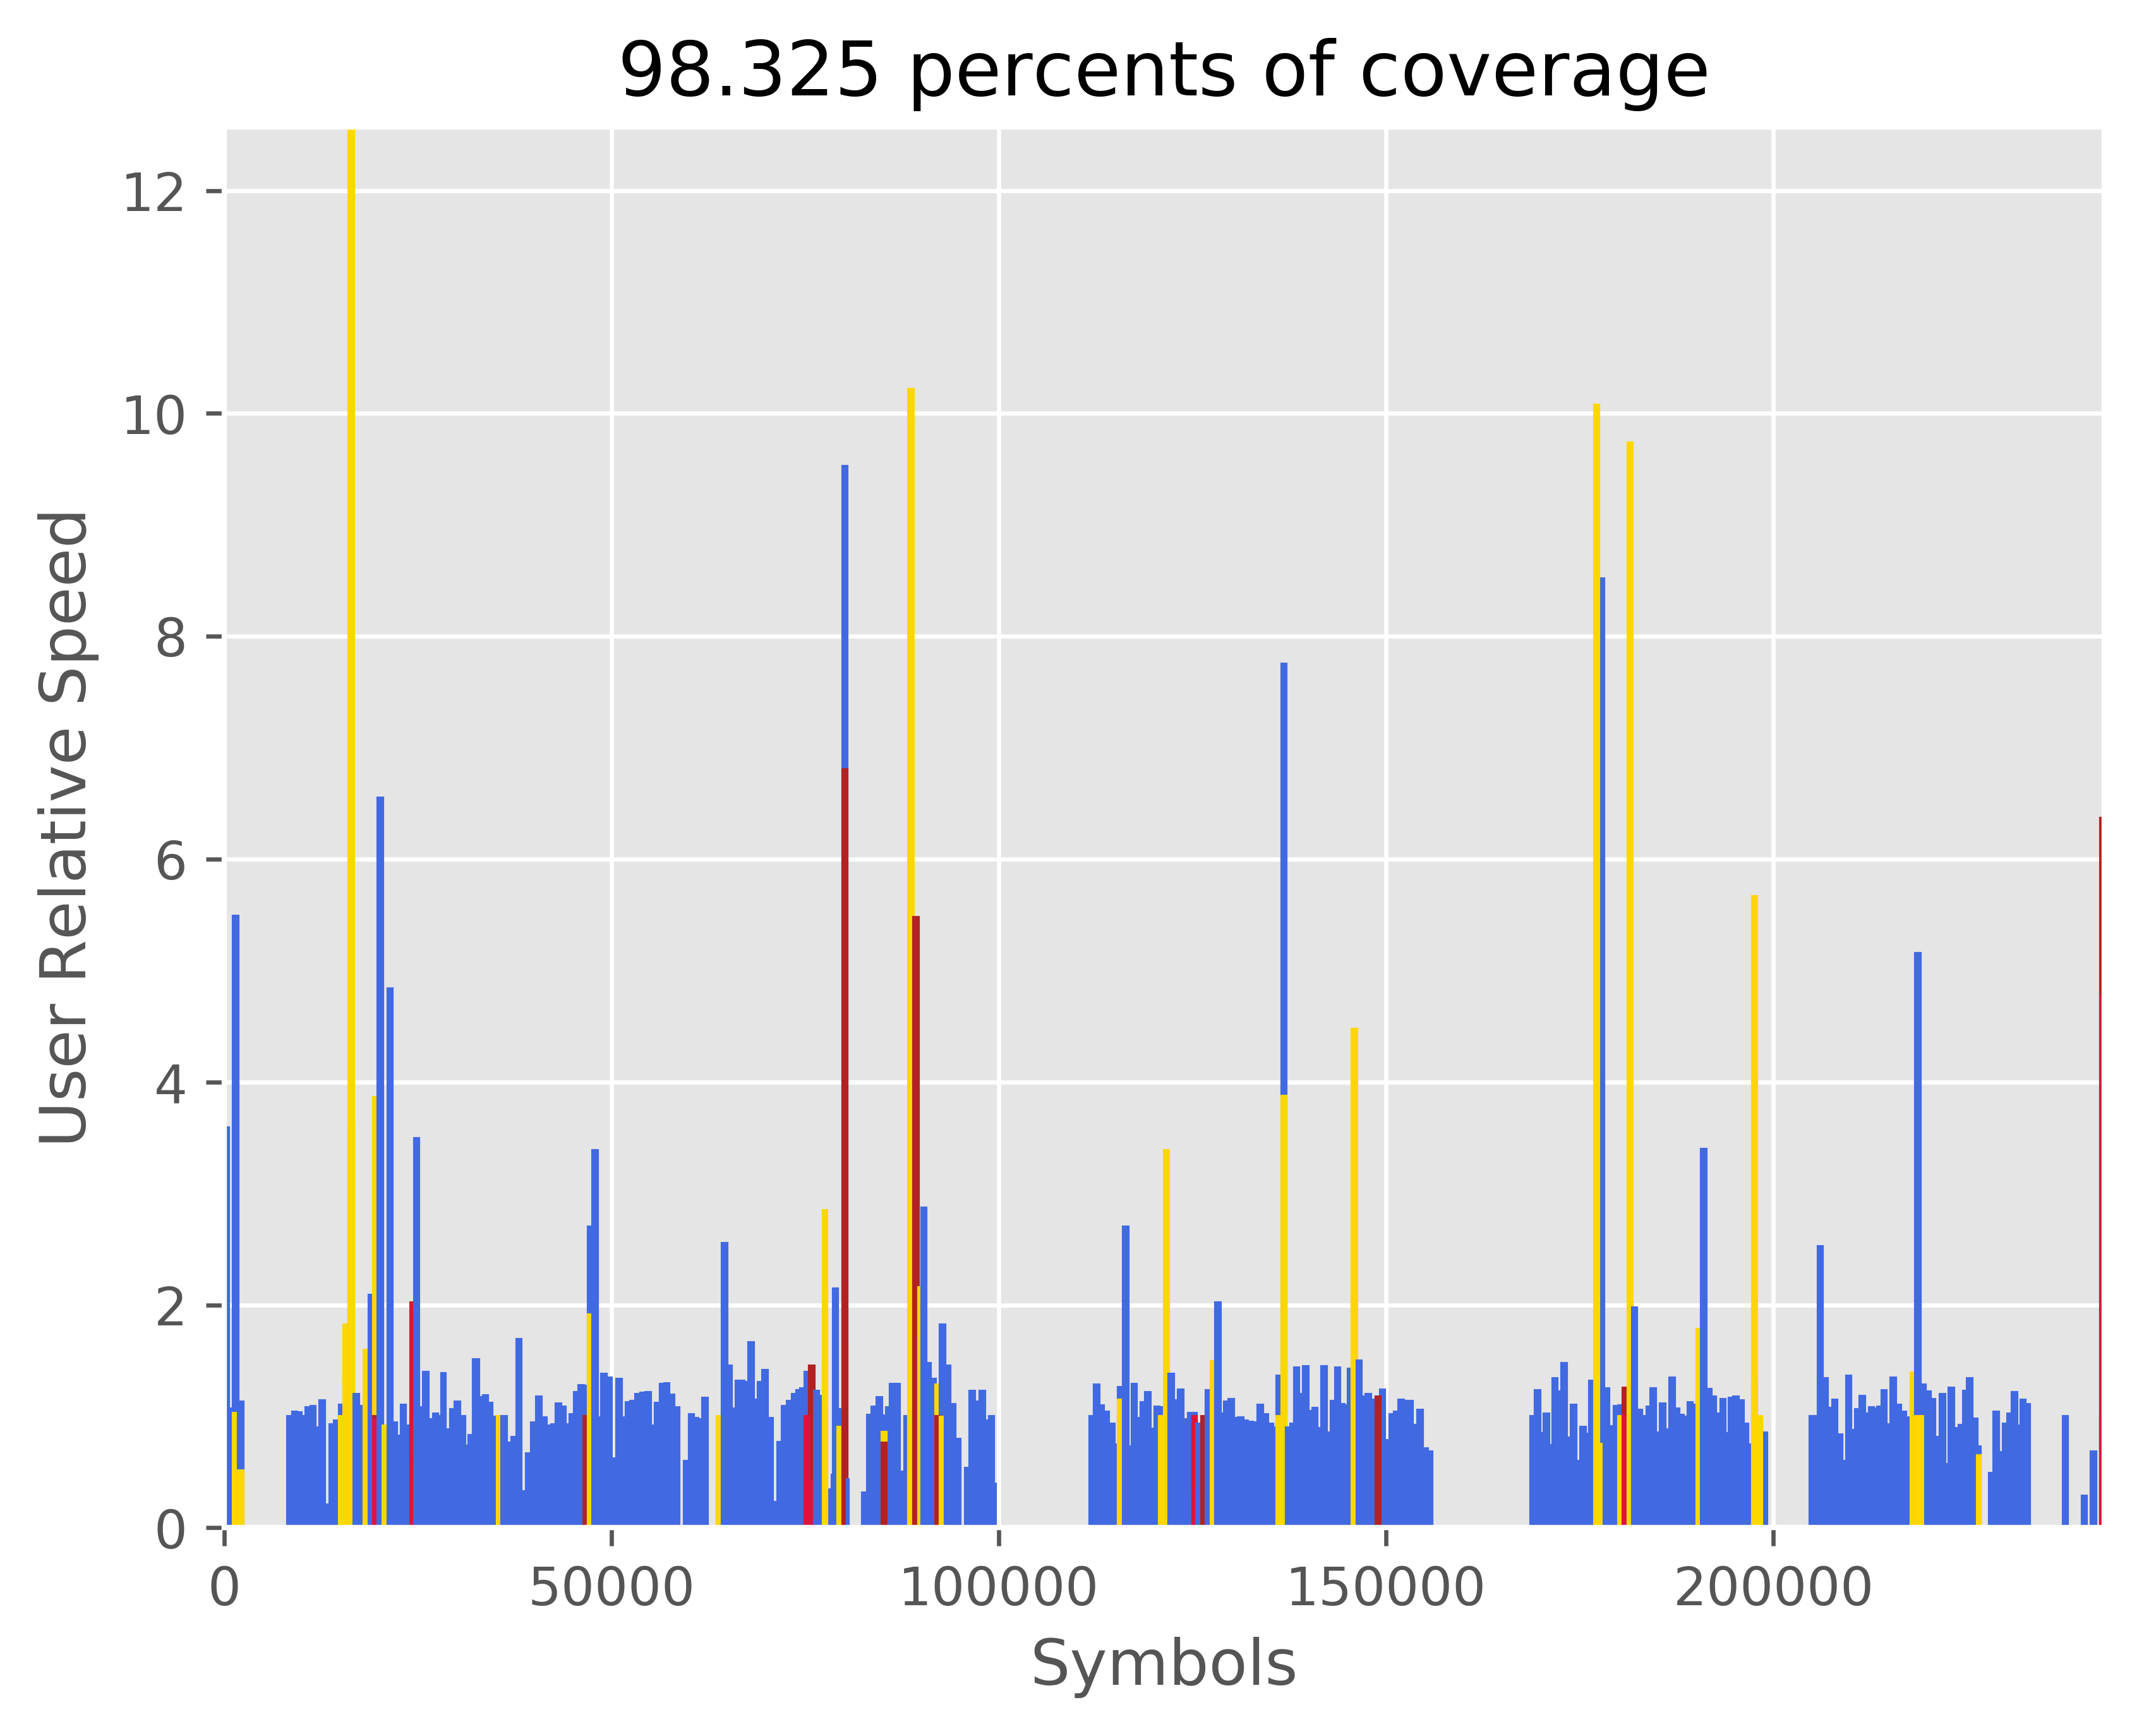 98.325 percents of coverage
12
10
8
6
4
2
0
User Relative Speed
0 50000 100000 150000 200000
Symbols